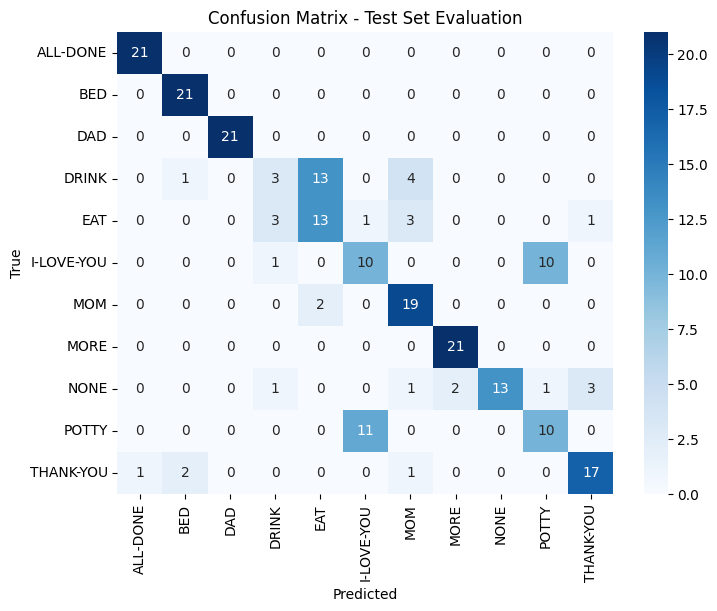 Confusion Matrix - Test Set Evaluation
ALL-DONE 21 0 0 0 0 0 0 0 0 0 0
BED 0 21 0 0 0 0 0 0 0 0 0
DAD 0 0 21 0 0 0 0 0 0 0 0
DRINK 0 1 0 3 13 0 4 0 0 0 0
EAT 0 0 0 3 13 1 3 0 0 0 1
I-LOVE-YOU 0 0 0 1 0 10 0 0 0 10 0
MOM 0 0 0 0 2 0 19 0 0 0 0
MORE 0 0 0 0 0 0 0 21 0 0 0
NONE 0 0 0 1 0 0 1 2 13 1 3
POTTY 0 0 0 0 0 11 0 0 0 10 0
THANK-YOU 1 2 0 0 0 0 1 0 0 0 17
True
ALL-DONE BED DAD DRINK EAT I-LOVE-YOU MOM MORE NONE POTTY THANK-YOU
Predicted
20.0
17.5
15.0
12.5
10.0
7.5
5.0
2.5
0.0